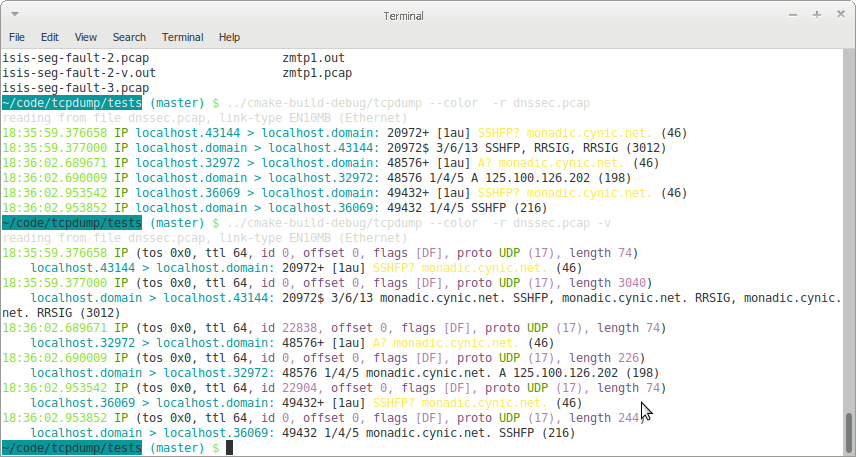 Terminal
File Edit View Search Terminal Help
isis-seg-fault-2.pcap zmtp1.out
isis-seg-fault-2-v.out zmtp1.pcap
isis-seg-fault-3.pcap
~/code/tcpdump/tests (master) $ ../cmake-build-debug/tcpdump --color  -r dnssec.pcap
reading from file dnssec.pcap, link-type EN10MB (Ethernet)
18:35:59.376658 IP localhost.43144 > localhost.domain: 20972+ [1au] SSHFP? monadic.cynic.net. (46)
18:35:59.377000 IP localhost.domain > localhost.43144: 20972$ 3/6/13 SSHFP, RRSIG, RRSIG (3012)
18:36:02.689671 IP localhost.32972 > localhost.domain: 48576+ [1au] A? monadic.cynic.net. (46)
18:36:02.690009 IP localhost.domain > localhost.32972: 48576 1/4/5 A 125.100.126.202 (198)
18:36:02.953542 IP localhost.36069 > localhost.domain: 49432+ [1au] SSHFP? monadic.cynic.net. (46)
18:36:02.953852 IP localhost.domain > localhost.36069: 49432 1/4/5 SSHFP (216)
~/code/tcpdump/tests (master) $ ../cmake-build-debug/tcpdump --color  -r dnssec.pcap -v
reading from file dnssec.pcap, link-type EN10MB (Ethernet)
18:35:59.376658 IP (tos 0x0, ttl 64, id 0, offset 0, flags [DF], proto UDP (17), length 74)
localhost.43144 > localhost.domain: 20972+ [1au] SSHFP? monadic.cynic.net. (46)
18:35:59.377000 IP (tos 0x0, ttl 64, id 0, offset 0, flags [DF], proto UDP (17), length 3040)
localhost.domain > localhost.43144: 20972$ 3/6/13 monadic.cynic.net. SSHFP, monadic.cynic.net. RRSIG, monadic.cynic.
net. RRSIG (3012)
18:36:02.689671 IP (tos 0x0, ttl 64, id 22838, offset 0, flags [DF], proto UDP (17), length 74)
localhost.32972 > localhost.domain: 48576+ [1au] A? monadic.cynic.net. (46)
18:36:02.690009 IP (tos 0x0, ttl 64, id 0, offset 0, flags [DF], proto UDP (17), length 226)
localhost.domain > localhost.32972: 48576 1/4/5 monadic.cynic.net. A 125.100.126.202 (198)
18:36:02.953542 IP (tos 0x0, ttl 64, id 22904, offset 0, flags [DF], proto UDP (17), length 74)
localhost.36069 > localhost.domain: 49432+ [1au] SSHFP? monadic.cynic.net. (46)
18:36:02.953852 IP (tos 0x0, ttl 64, id 0, offset 0, flags [DF], proto UDP (17), length 244)
localhost.domain > localhost.36069: 49432 1/4/5 monadic.cynic.net. SSHFP (216)
~/code/tcpdump/tests (master) $